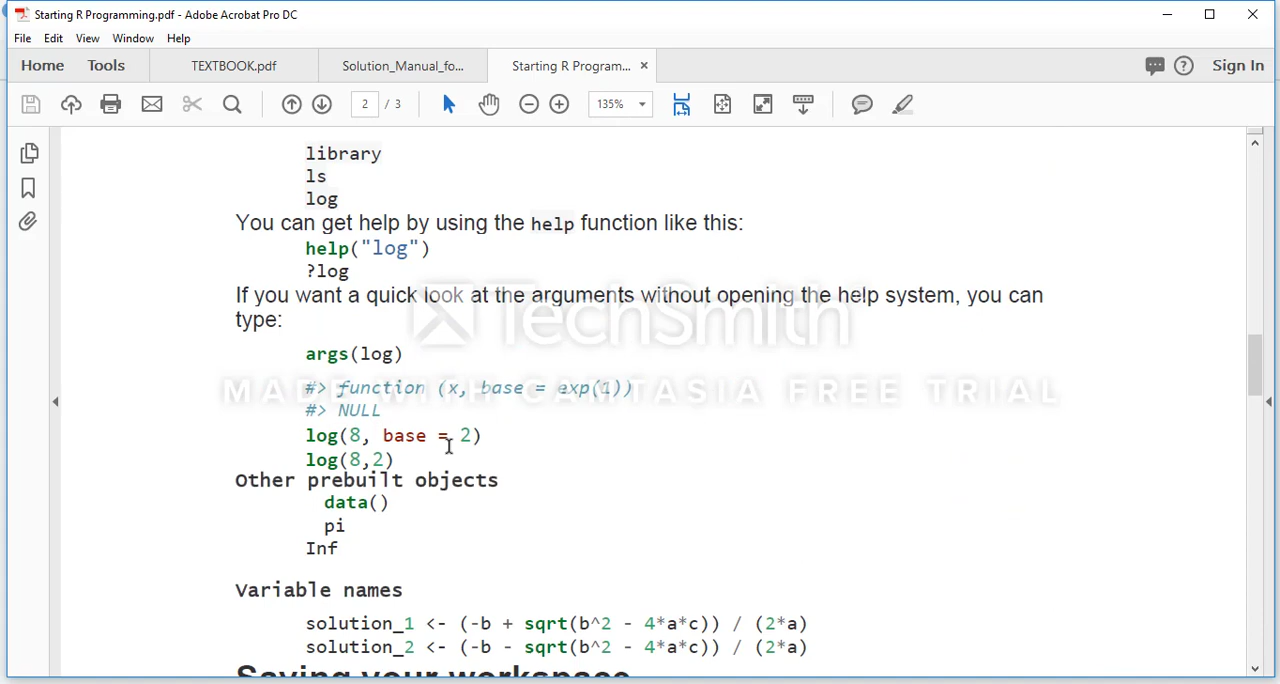 Starting R Programming.pdf - Adobe Acrobat Pro DC
File Edit View Window Help
Home Tools TEXTBOOK.pdf Solution_Manual_fo... Starting R Program... × Sign In
2 / 3 135%
library
ls
log
You can get help by using the help function like this:
help("log")
?log
If you want a quick look at the arguments without opening the help system, you can
type:
TechSmith
args(log)
#> function (x, base = exp(1))
MADE WITH CAMTASIA FREE TRIAL
#> NULL
log(8, base = 2)
log(8,2)
Other prebuilt objects
data()
pi
Inf
Variable names
solution_1 <- (-b + sqrt(b^2 - 4*a*c)) / (2*a)
solution_2 <- (-b - sqrt(b^2 - 4*a*c)) / (2*a)
Saving your workspace